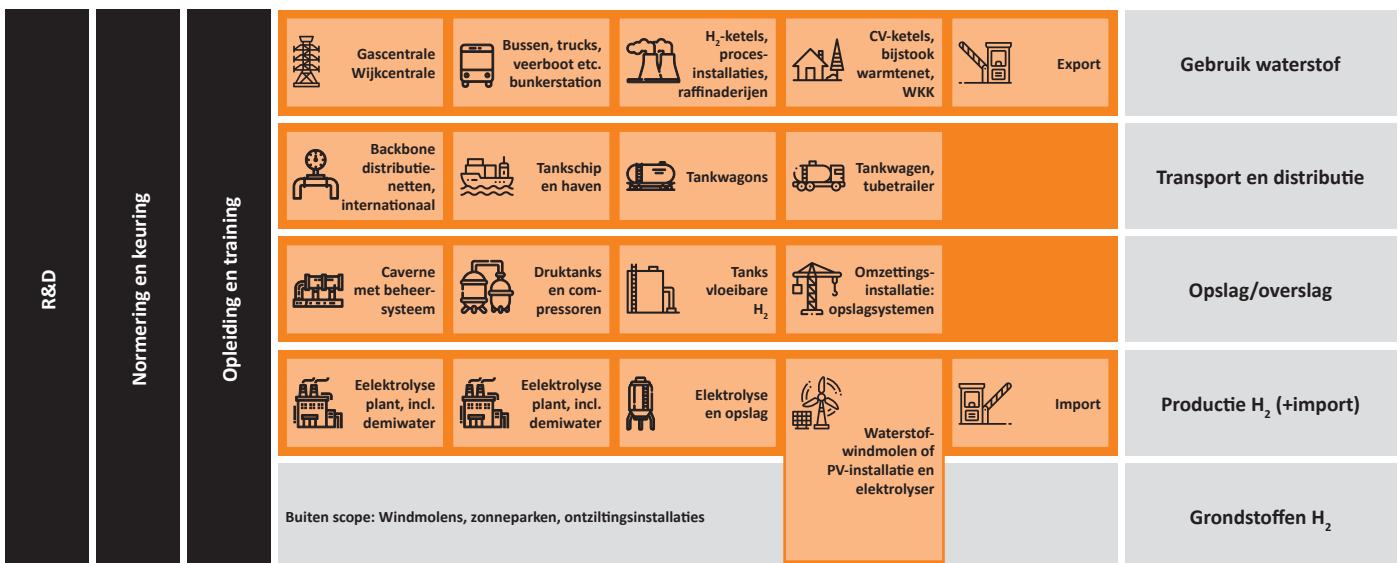 R&D
Normering en keuring
Opleiding en training
Gascentrale
Wijkcentrale
Bussen, trucks,
veerboot etc.
bunkerstation
H₂-ketels,
proces-
installaties,
raffinaderijen
CV-ketels,
bijstook
warmtenet,
WKK
Export
Gebruik waterstof
Backbone
distributie-
netten,
internationaal
Tankschip
en haven
Tankwagons
Tankwagen,
tubetrailer
Transport en distributie
Caverne
met beheer-
systeem
Druktanks
en com-
pressoren
Tanks
vloeibare
H₂
Omzettings-
installatie:
opslagsystemen
Opslag/overslag
Eelektrolyse
plant, incl.
demiwater
Eelektrolyse
plant, incl.
demiwater
Elektrolyse
en opslag
Waterstof-
windmolen of
PV-installatie en
elektrolyser
Import
Productie H₂ (+import)
Buiten scope: Windmolens, zonneparken, ontziltingsinstallaties
Grondstoffen H₂